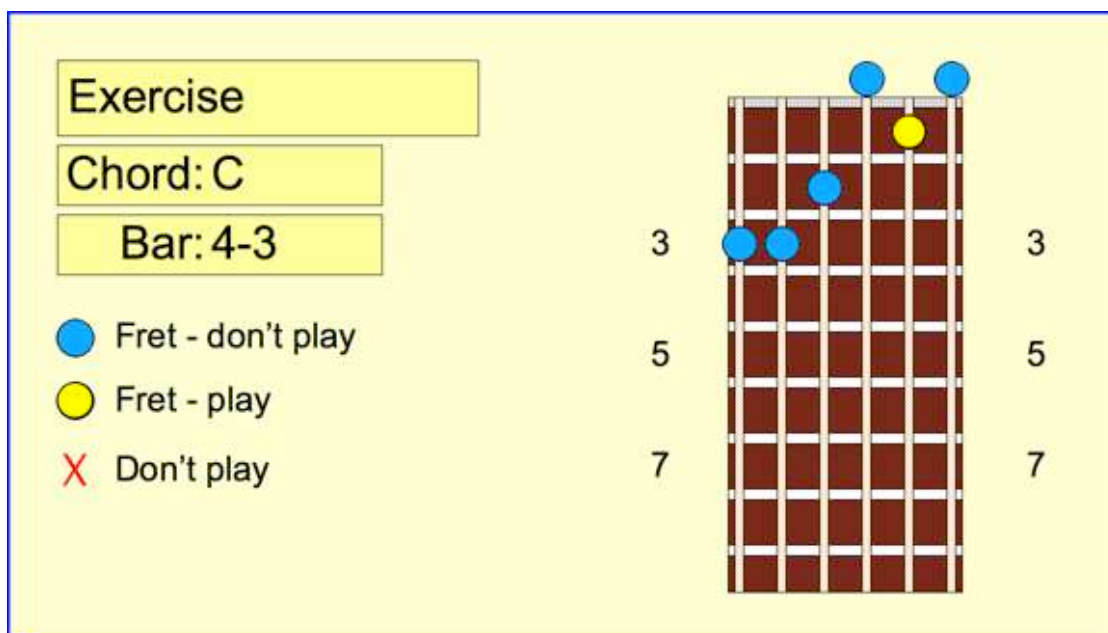 Exercise
Chord: C
Bar: 4-3
Fret - don't play
Fret - play
X Don't play
3 3
5 5
7 7